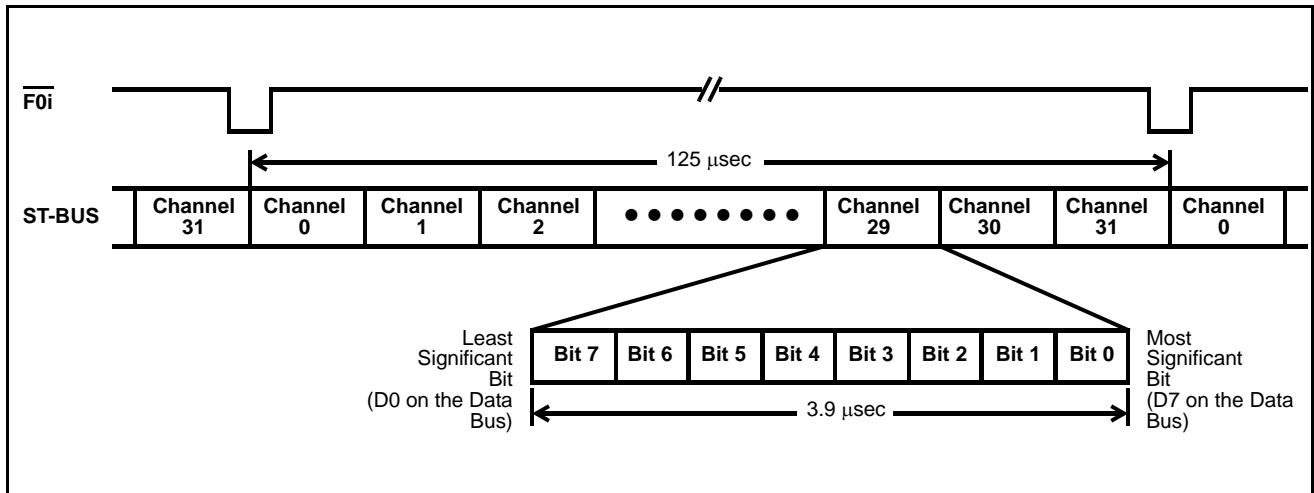 F0i
125 μsec
ST-BUS
Channel 31
Channel 0
Channel 1
Channel 2
Channel 29
Channel 30
Channel 31
Channel 0
Least
Significant
Bit
(D0 on the Data
Bus)
Bit 7
Bit 6
Bit 5
Bit 4
Bit 3
Bit 2
Bit 1
Bit 0
Most
Significant
Bit
(D7 on the Data
Bus)
3.9 μsec